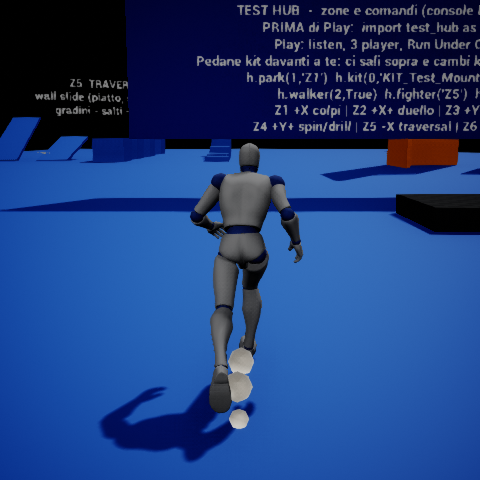 TEST HUB - zone e comandi (console
PRIMA di Play: import test_hub as
Play: listen, 3 player, Run Under
Pedane kit davanti a te: ci sali sopra e cambi k
h.park(1,'Z1') h.kit(0,'KIT_Test_Mount
h.walker(2,True) h.fighter('Z5') h
Z1 +X colpi | Z2 +X+ duello | Z3 +Y
Z4 +Y+ spin/drill | Z5 -X traversal | Z6
Z5 TRAVER
wall slide (piatto,
gradini - salti -